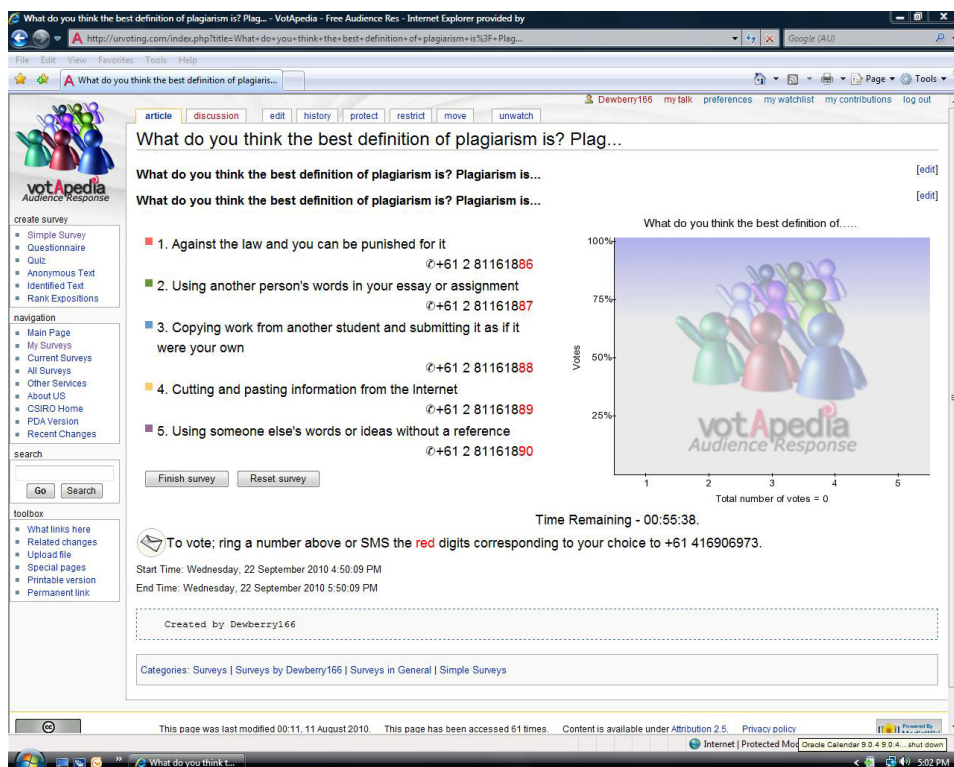 What do you think the best definition of plagiarism is? Plag... - VotApedia - Free Audience Res - Internet Explorer provided by
http://urvoting.com/index.php?title=What+do+you+think+the+best+definition+of+plagiarism+is%3F+Plag...
Google (AU)
File Edit View Favorites Tools Help
What do you think the best definition of plagiaris...
Page Tools
Dewberry166 my talk preferences my watchlist my contributions log out
article discussion edit history protect restrict move unwatch
What do you think the best definition of plagiarism is? Plag...
votApedia
Audience Response
What do you think the best definition of plagiarism is? Plagiarism is... [edit]
What do you think the best definition of plagiarism is? Plagiarism is... [edit]
create survey
Simple Survey
Questionnaire
Quiz
Anonymous Text
Identified Text
Rank Expositions
navigation
Main Page
My Surveys
Current Surveys
All Surveys
Other Services
About US
CSIRO Home
PDA Version
Recent Changes
search
Go Search
toolbox
What links here
Related changes
Upload file
Special pages
Printable version
Permanent link
1. Against the law and you can be punished for it
✆+61 2 81161886
2. Using another person's words in your essay or assignment
✆+61 2 81161887
3. Copying work from another student and submitting it as if it
were your own
✆+61 2 81161888
4. Cutting and pasting information from the Internet
✆+61 2 81161889
5. Using someone else's words or ideas without a reference
✆+61 2 81161890
Finish survey Reset survey
What do you think the best definition of.....
100%
75%
50%
25%
Votes
votApedia
Audience Response
1 2 3 4 5
Total number of votes = 0
Time Remaining - 00:55:38.
To vote; ring a number above or SMS the red digits corresponding to your choice to +61 416906973.
Start Time: Wednesday, 22 September 2010 4:50:09 PM
End Time: Wednesday, 22 September 2010 5:50:09 PM
Created by Dewberry166
Categories: Surveys | Surveys by Dewberry166 | Surveys in General | Simple Surveys
cc
This page was last modified 00:11, 11 August 2010. This page has been accessed 61 times. Content is available under Attribution 2.5. Privacy policy
Powered By
Internet | Protected Mod
Oracle Calendar 9.0.4 9.0.4....shut down
What do you think t...
5:02 PM